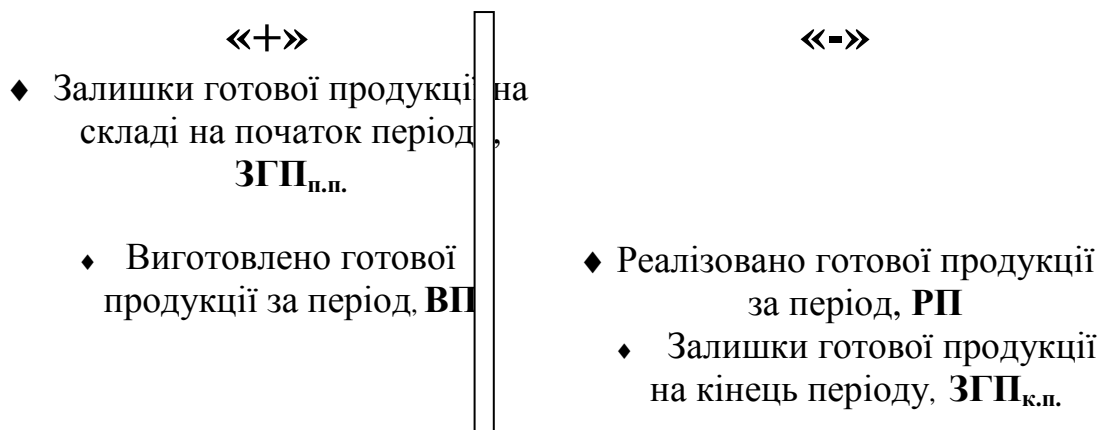 «+»
«-»
♦ Залишки готової продукції на
складі на початок періоду,
ЗГПп.п.
♦ Виготовлено готової
продукції за період, ВП
♦ Реалізовано готової продукції
за період, РП
♦ Залишки готової продукції
на кінець періоду, ЗГПк.п.